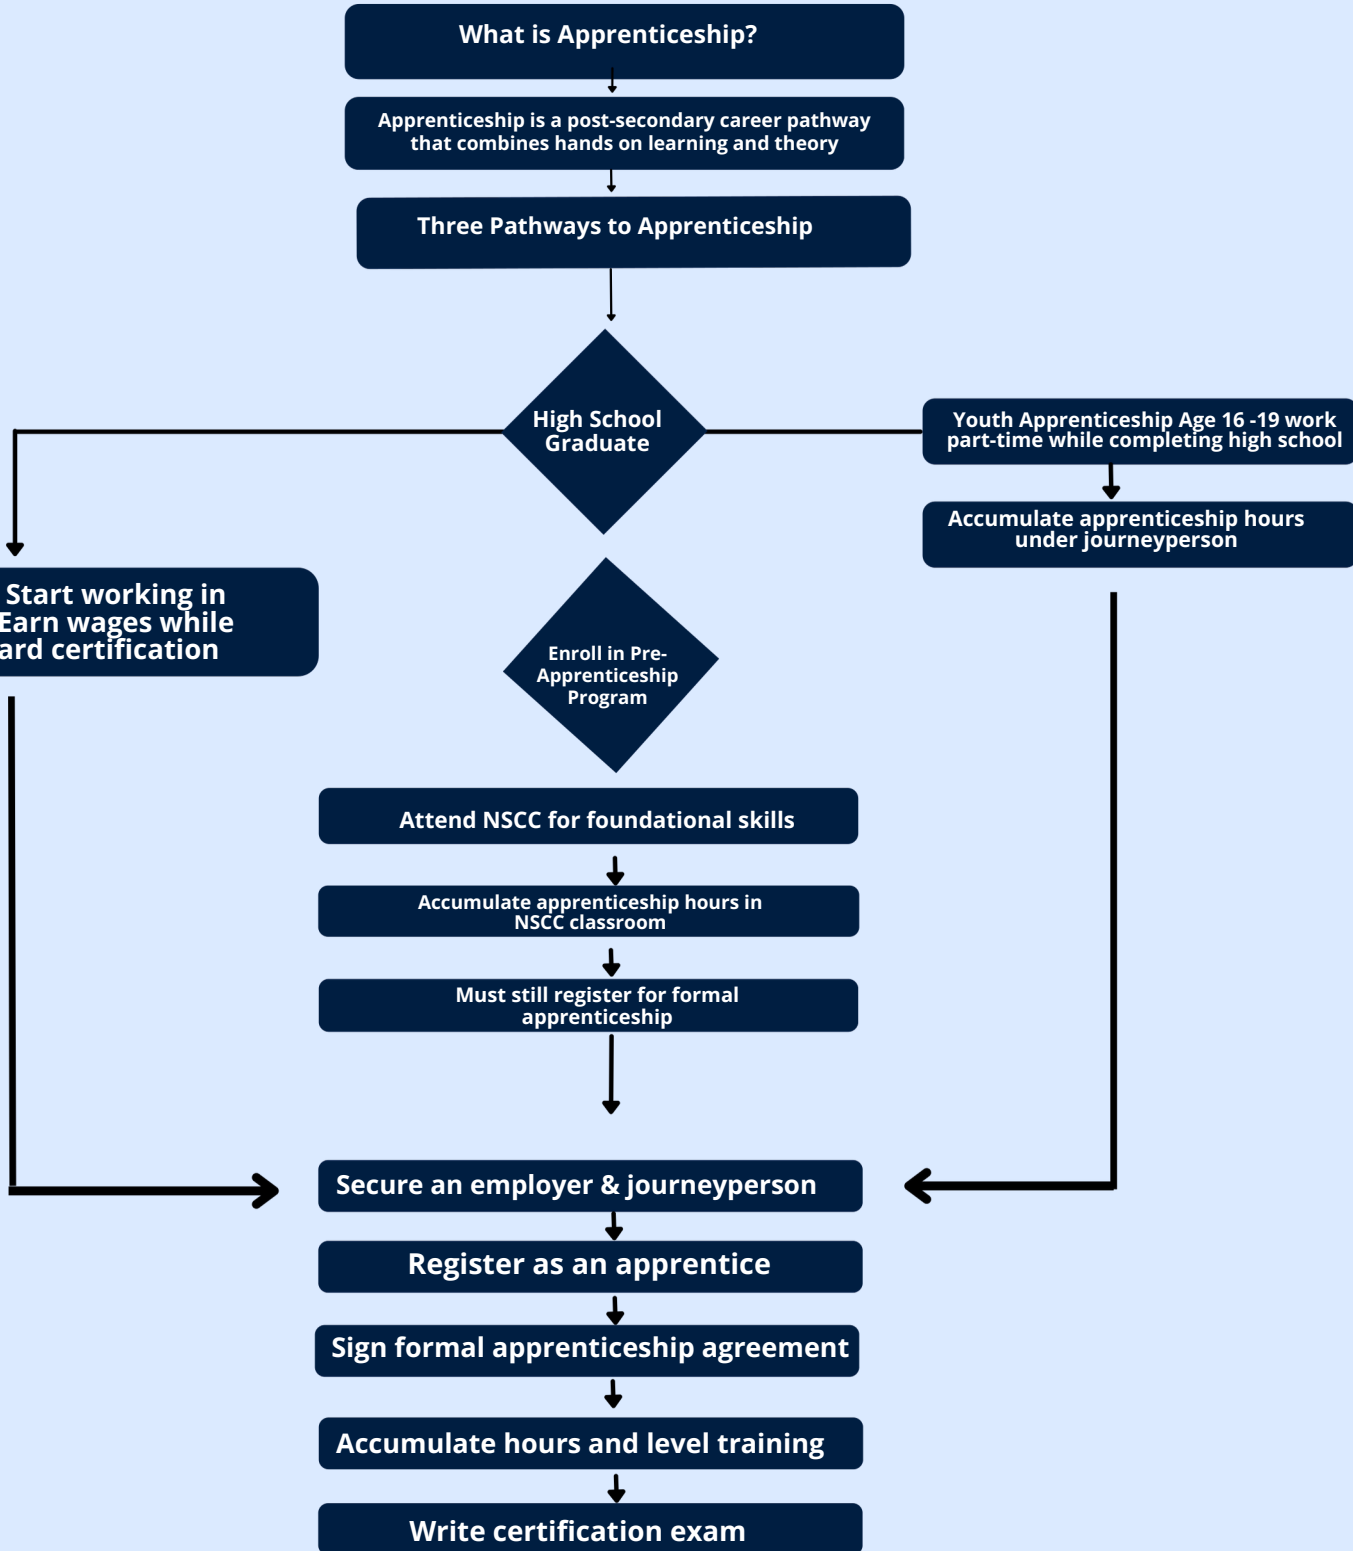 What is Apprenticeship?
Apprenticeship is a post-secondary career pathway
that combines hands on learning and theory
Three Pathways to Apprenticeship
High School
Graduate
Youth Apprenticeship Age 16 -19 work
part-time while completing high school
Accumulate apprenticeship hours
under journeyperson
Start working in
Earn wages while
ard certification
Enroll in Pre-
Apprenticeship
Program
Attend NSCC for foundational skills
Accumulate apprenticeship hours in
NSCC classroom
Must still register for formal
apprenticeship
Secure an employer & journeyperson
Register as an apprentice
Sign formal apprenticeship agreement
Accumulate hours and level training
Write certification exam